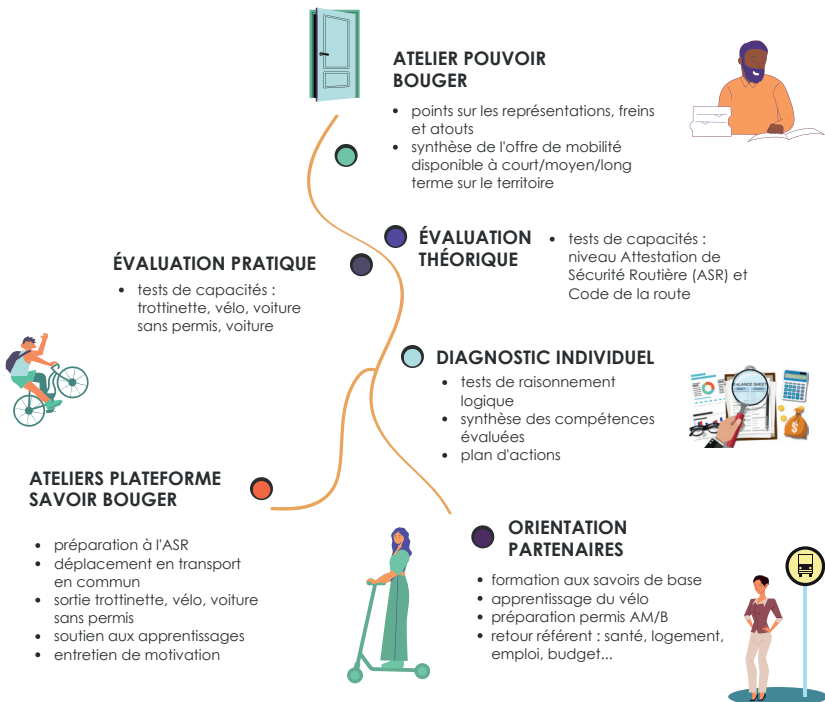 ATELIER POUVOIR
BOUGER
• points sur les représentations, freins
et atouts
• synthèse de l'offre de mobilité
disponible à court/moyen/long
terme sur le territoire
ÉVALUATION
THÉORIQUE
• tests de capacités :
niveau Attestation de
Sécurité Routière (ASR) et
Code de la route
ÉVALUATION PRATIQUE
• tests de capacités :
trottinette, vélo, voiture
sans permis, voiture
DIAGNOSTIC INDIVIDUEL
• tests de raisonnement
logique
• synthèse des compétences
évaluées
• plan d'actions
BALANCE SHEET
ATELIERS PLATEFORME
SAVOIR BOUGER
• préparation à l'ASR
• déplacement en transport
en commun
• sortie trottinette, vélo, voiture
sans permis
• soutien aux apprentissages
• entretien de motivation
ORIENTATION
PARTENAIRES
• formation aux savoirs de base
• apprentissage du vélo
• préparation permis AM/B
• retour référent : santé, logement,
emploi, budget...